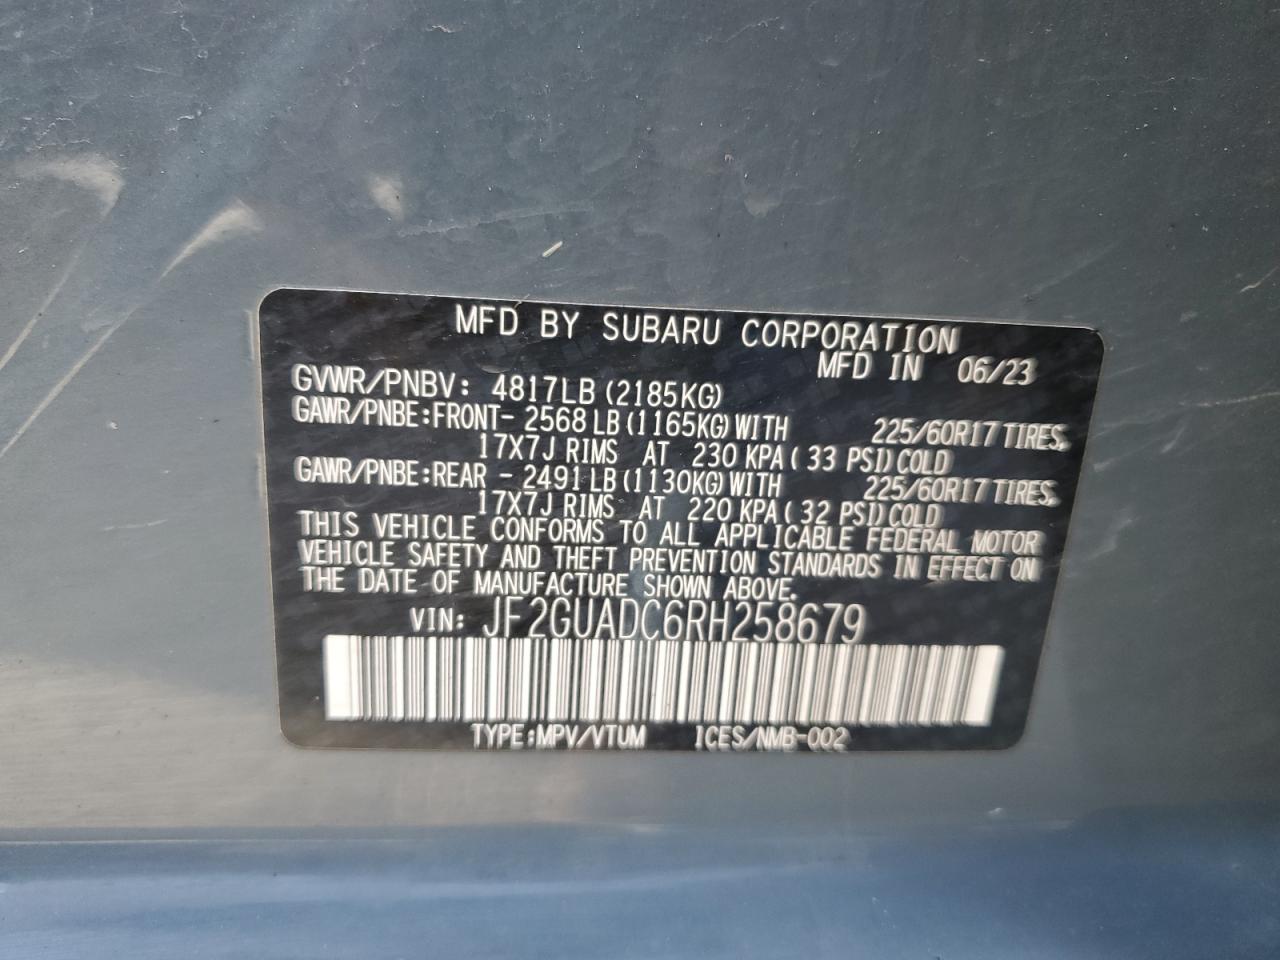 MFD BY SUBARU CORPORATION
MFD IN 06/23
GVWR/PNBV: 4817LB (2185KG)
GAWR/PNBE:FRONT- 2568 LB (1165KG) WITH 225/60R17 TIRES,
17X7J RIMS AT 230 KPA ( 33 PSI) COLD
GAWR/PNBE:REAR - 2491 LB (1130KG) WITH 225/60R17 TIRES,
17X7J RIMS AT 220 KPA ( 32 PSI) COLD
THIS VEHICLE CONFORMS TO ALL APPLICABLE FEDERAL MOTOR
VEHICLE SAFETY AND THEFT PREVENTION STANDARDS IN EFFECT ON
THE DATE OF MANUFACTURE SHOWN ABOVE.
VIN: JF2GUADC6RH258679
TYPE:MPV/VTUM ICES/NMB-002